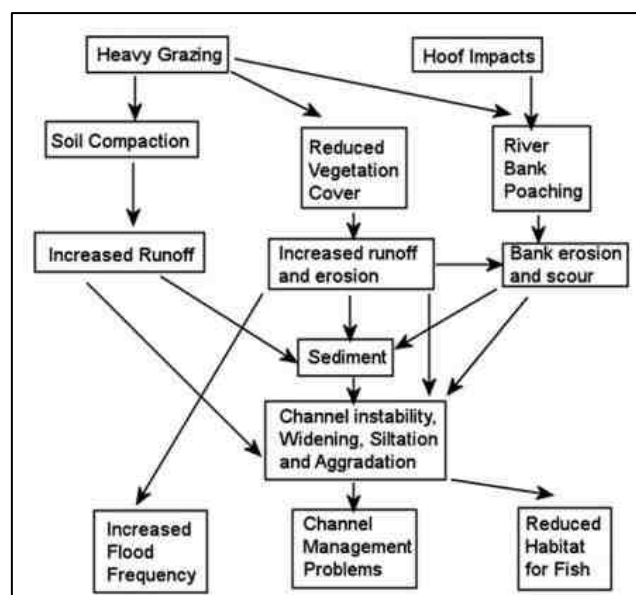 Heavy Grazing
Hoof Impacts
Soil Compaction
Reduced
Vegetation
Cover
River
Bank
Poaching
Increased Runoff
Increased runoff
and erosion
Bank erosion
and scour
Sediment
Channel instability,
Widening, Siltation
and Aggradation
Increased
Flood
Frequency
Channel
Management
Problems
Reduced
Habitat
for Fish